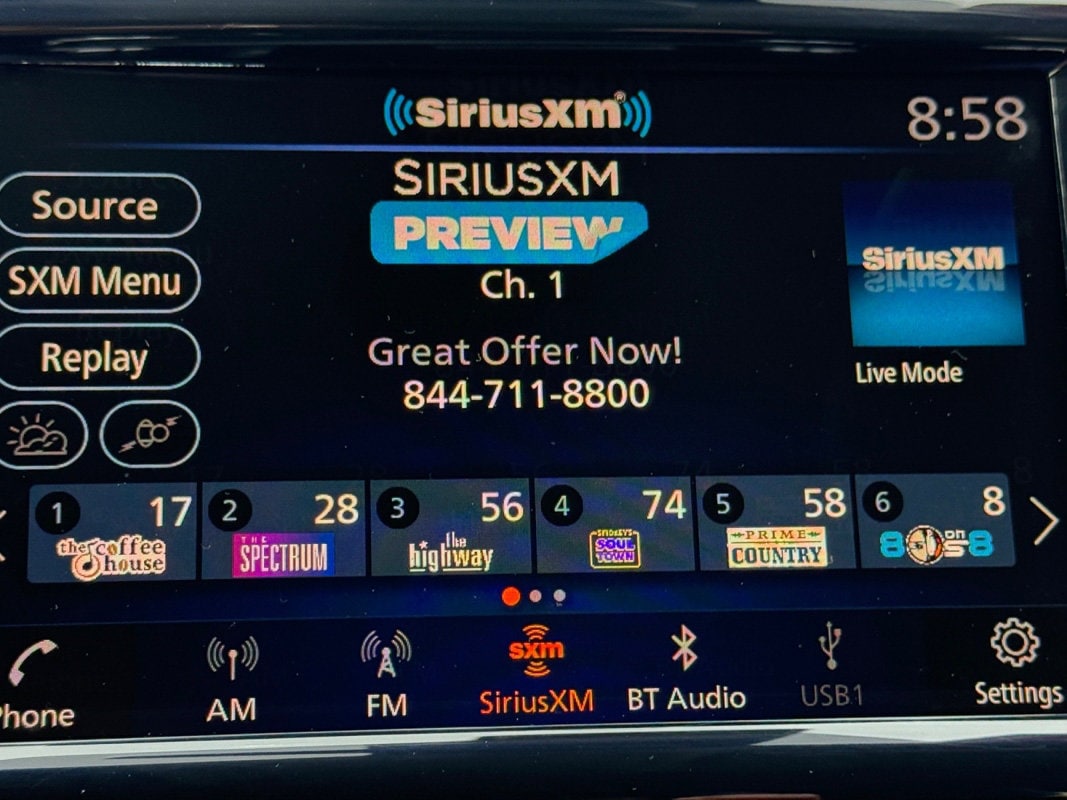 SiriusXM®
8:58
Source
SXM Menu
Replay
SIRIUSXM
PREVIEW
Ch. 1
Great Offer Now!
844-711-8800
SiriusXM
Live Mode
1 17
the coffee
house
2 28
THE
SPECTRUM
3 56
the
highway
4 74
SMOKEY'S
SOUL
TOWN
5 58
PRIME
COUNTRY
6 8
80s on 8
Phone
AM
FM
sxm
SiriusXM
BT Audio
USB1
Settings